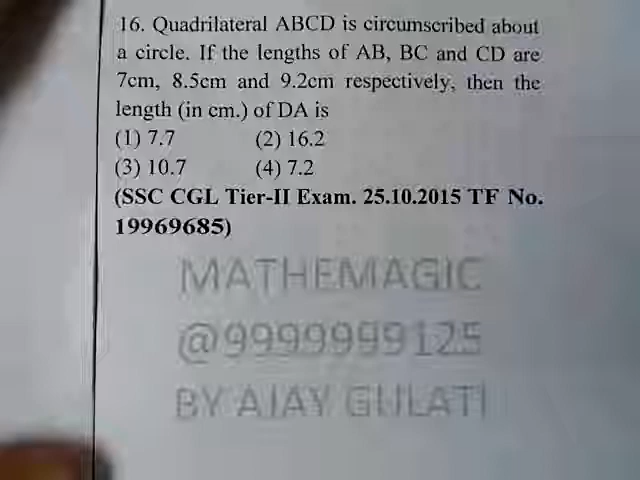 16. Quadrilateral ABCD is circumscribed about
a circle. If the lengths of AB, BC and CD are
7cm, 8.5cm and 9.2cm respectively, then the
length (in cm.) of DA is
(1) 7.7 (2) 16.2
(3) 10.7 (4) 7.2
(SSC CGL Tier-II Exam. 25.10.2015 TF No.
19969685)
MATHEMAGIC
@9999999125
BY AJAY GULATI